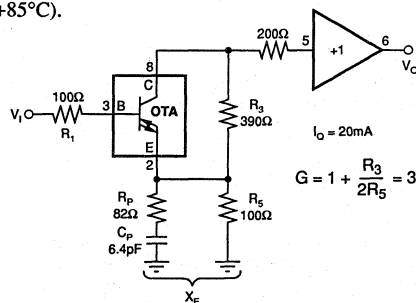 +85°C).
200Ω
5
+1
6
V_O
8
C
100Ω
3
B
OTA
V_I
R_1
R_3
390Ω
I_Q = 20mA
E
2
G = 1 + R_3 / 2R_5 = 3
R_P
82Ω
R_5
100Ω
C_P
6.4pF
X_E